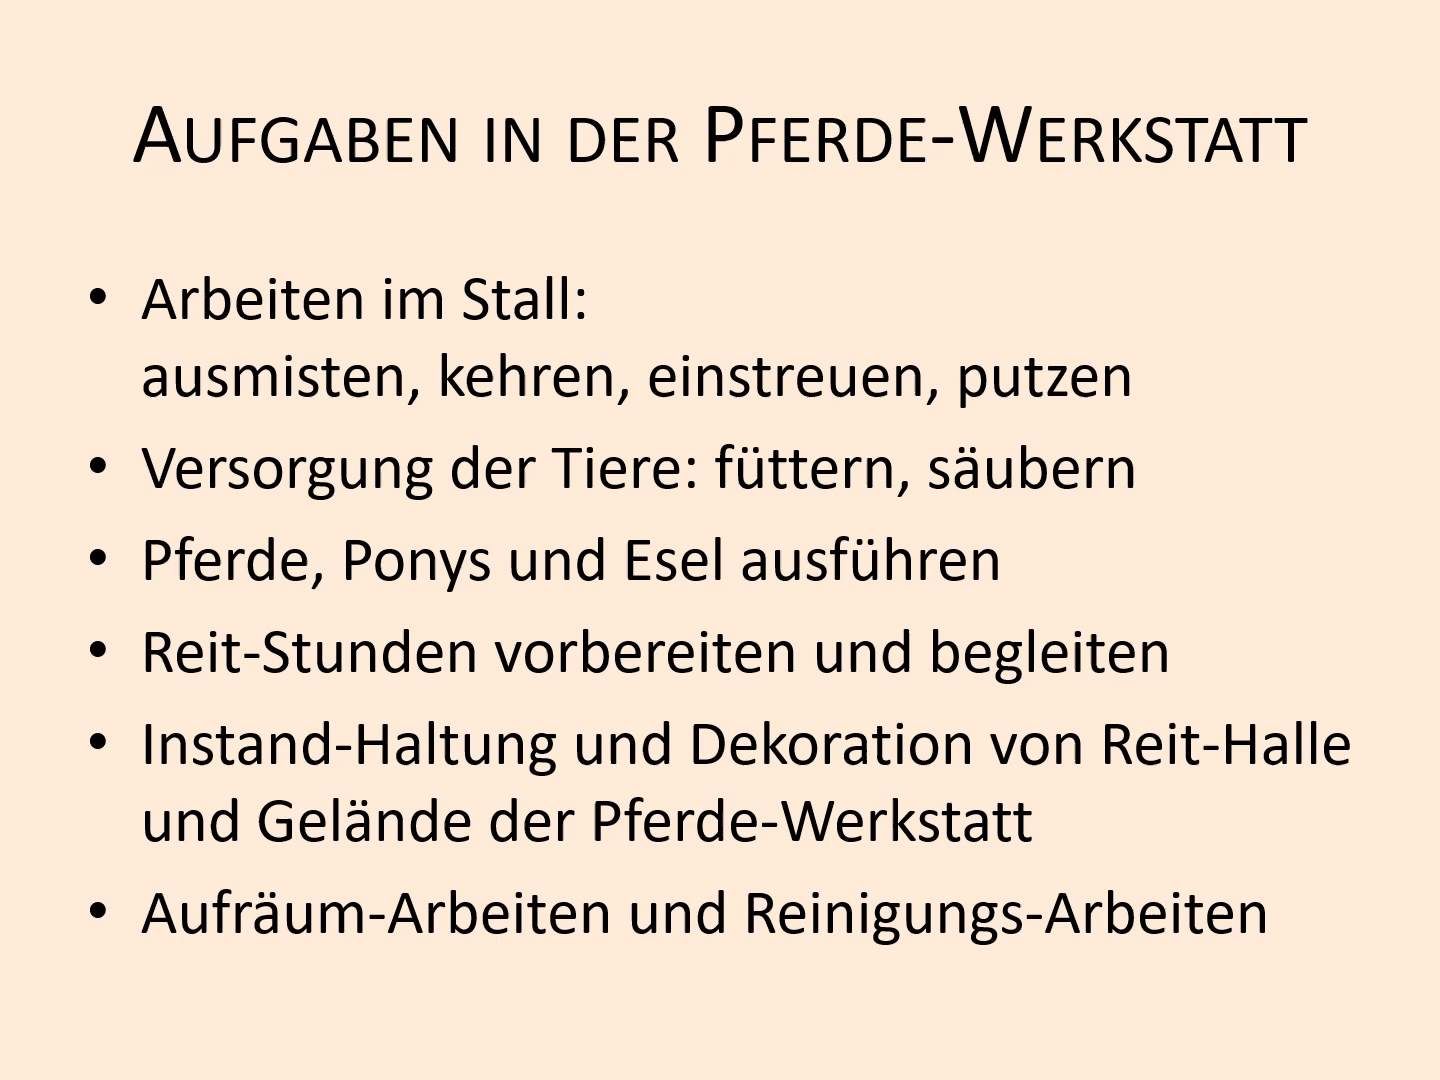 Aufgaben in der Pferde-Werkstatt
• Arbeiten im Stall:
ausmisten, kehren, einstreuen, putzen
• Versorgung der Tiere: füttern, säubern
• Pferde, Ponys und Esel ausführen
• Reit-Stunden vorbereiten und begleiten
• Instand-Haltung und Dekoration von Reit-Halle
und Gelände der Pferde-Werkstatt
• Aufräum-Arbeiten und Reinigungs-Arbeiten